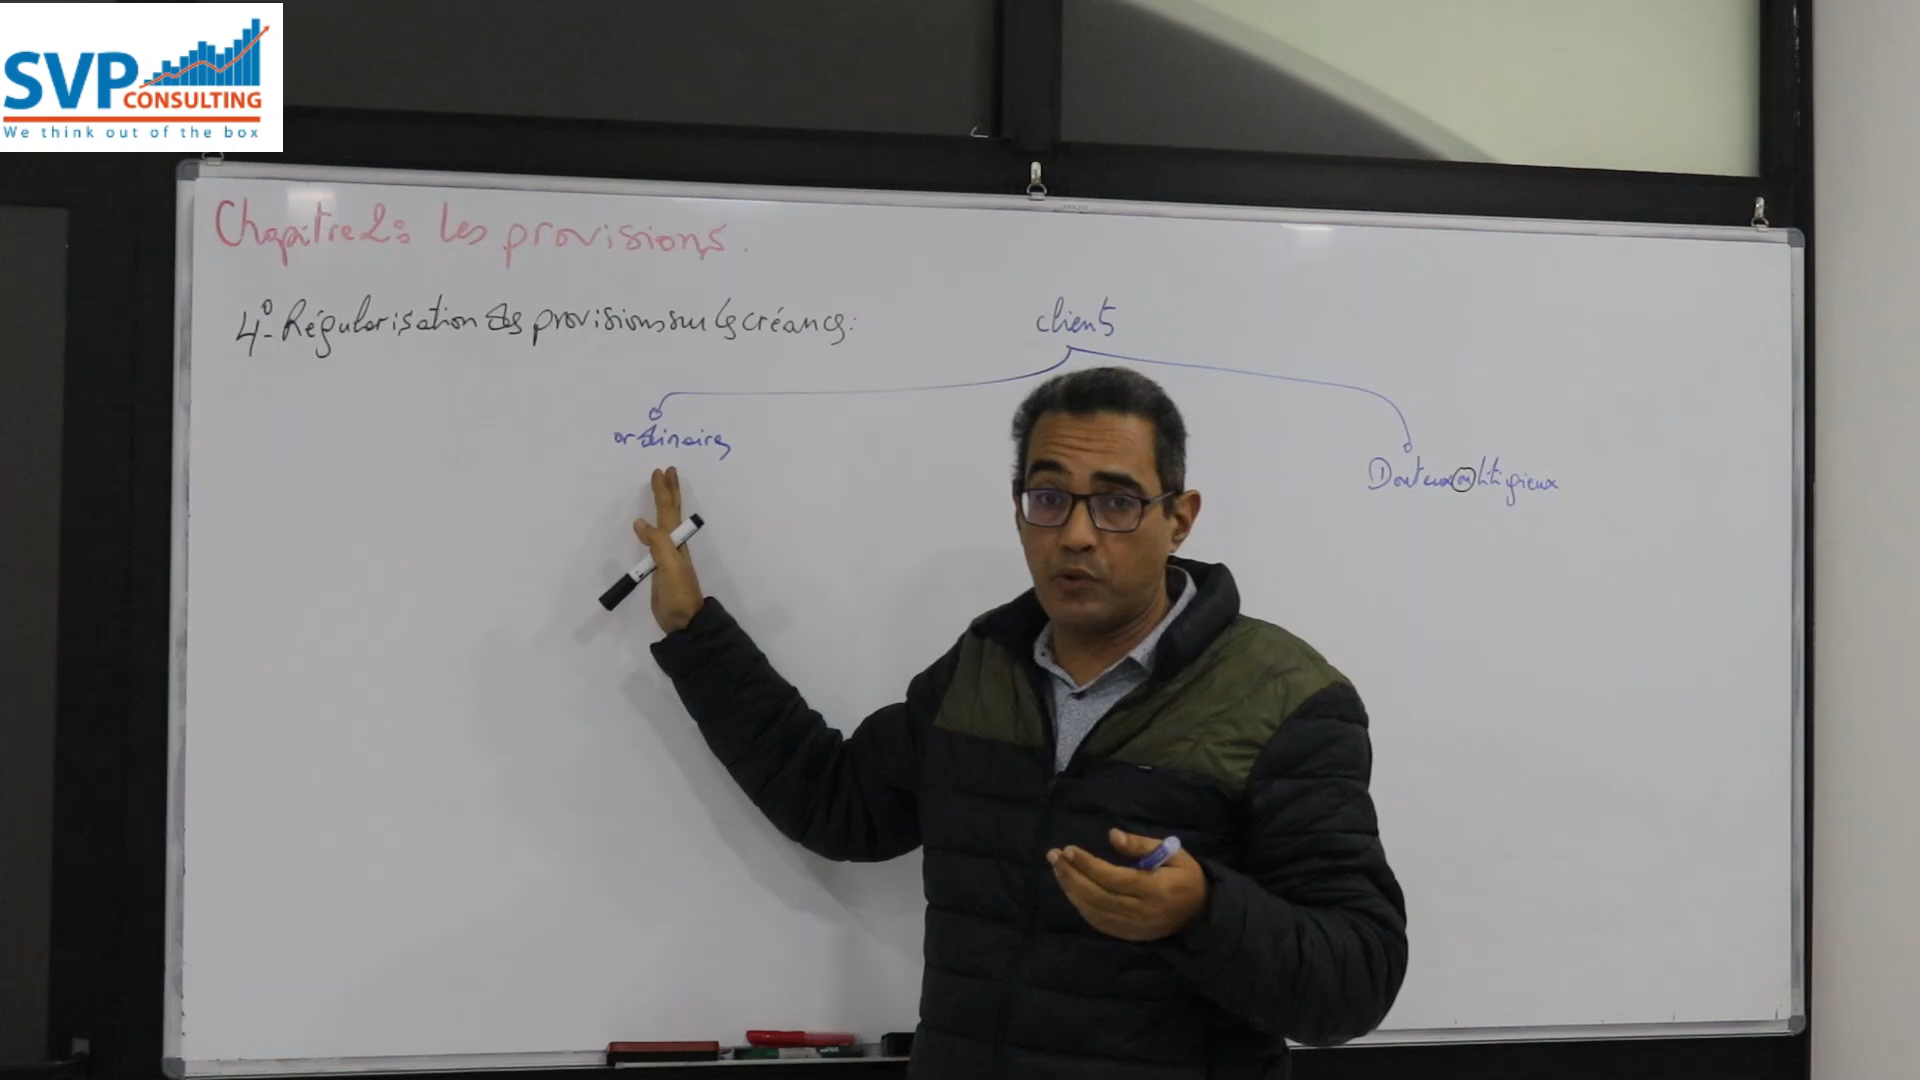 SVP
CONSULTING
We think out of the box
Chapitre 2: Les provisions.
4°- Régularisation des provisions sur les créances:
clients
ordinaires
Douteux ou litigieux